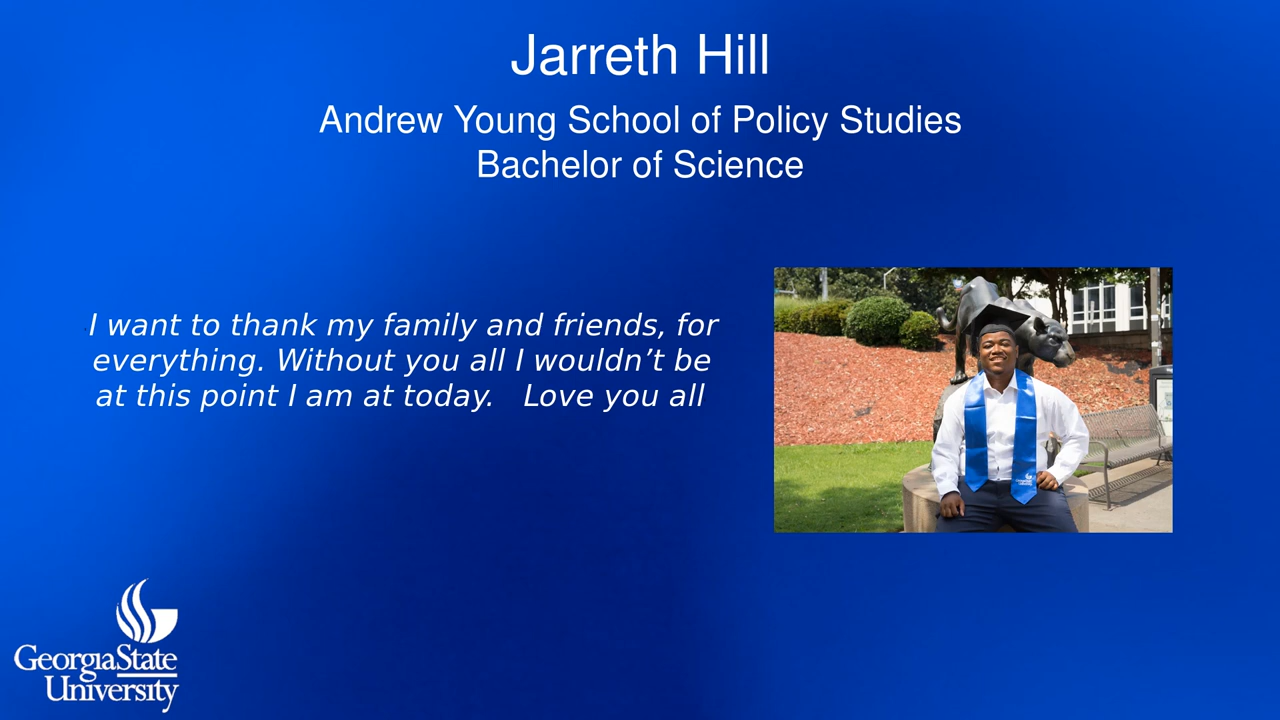 Jarreth Hill
Andrew Young School of Policy Studies
Bachelor of Science
I want to thank my family and friends, for
everything. Without you all I wouldn’t be
at this point I am at today.   Love you all
GeorgiaState
University